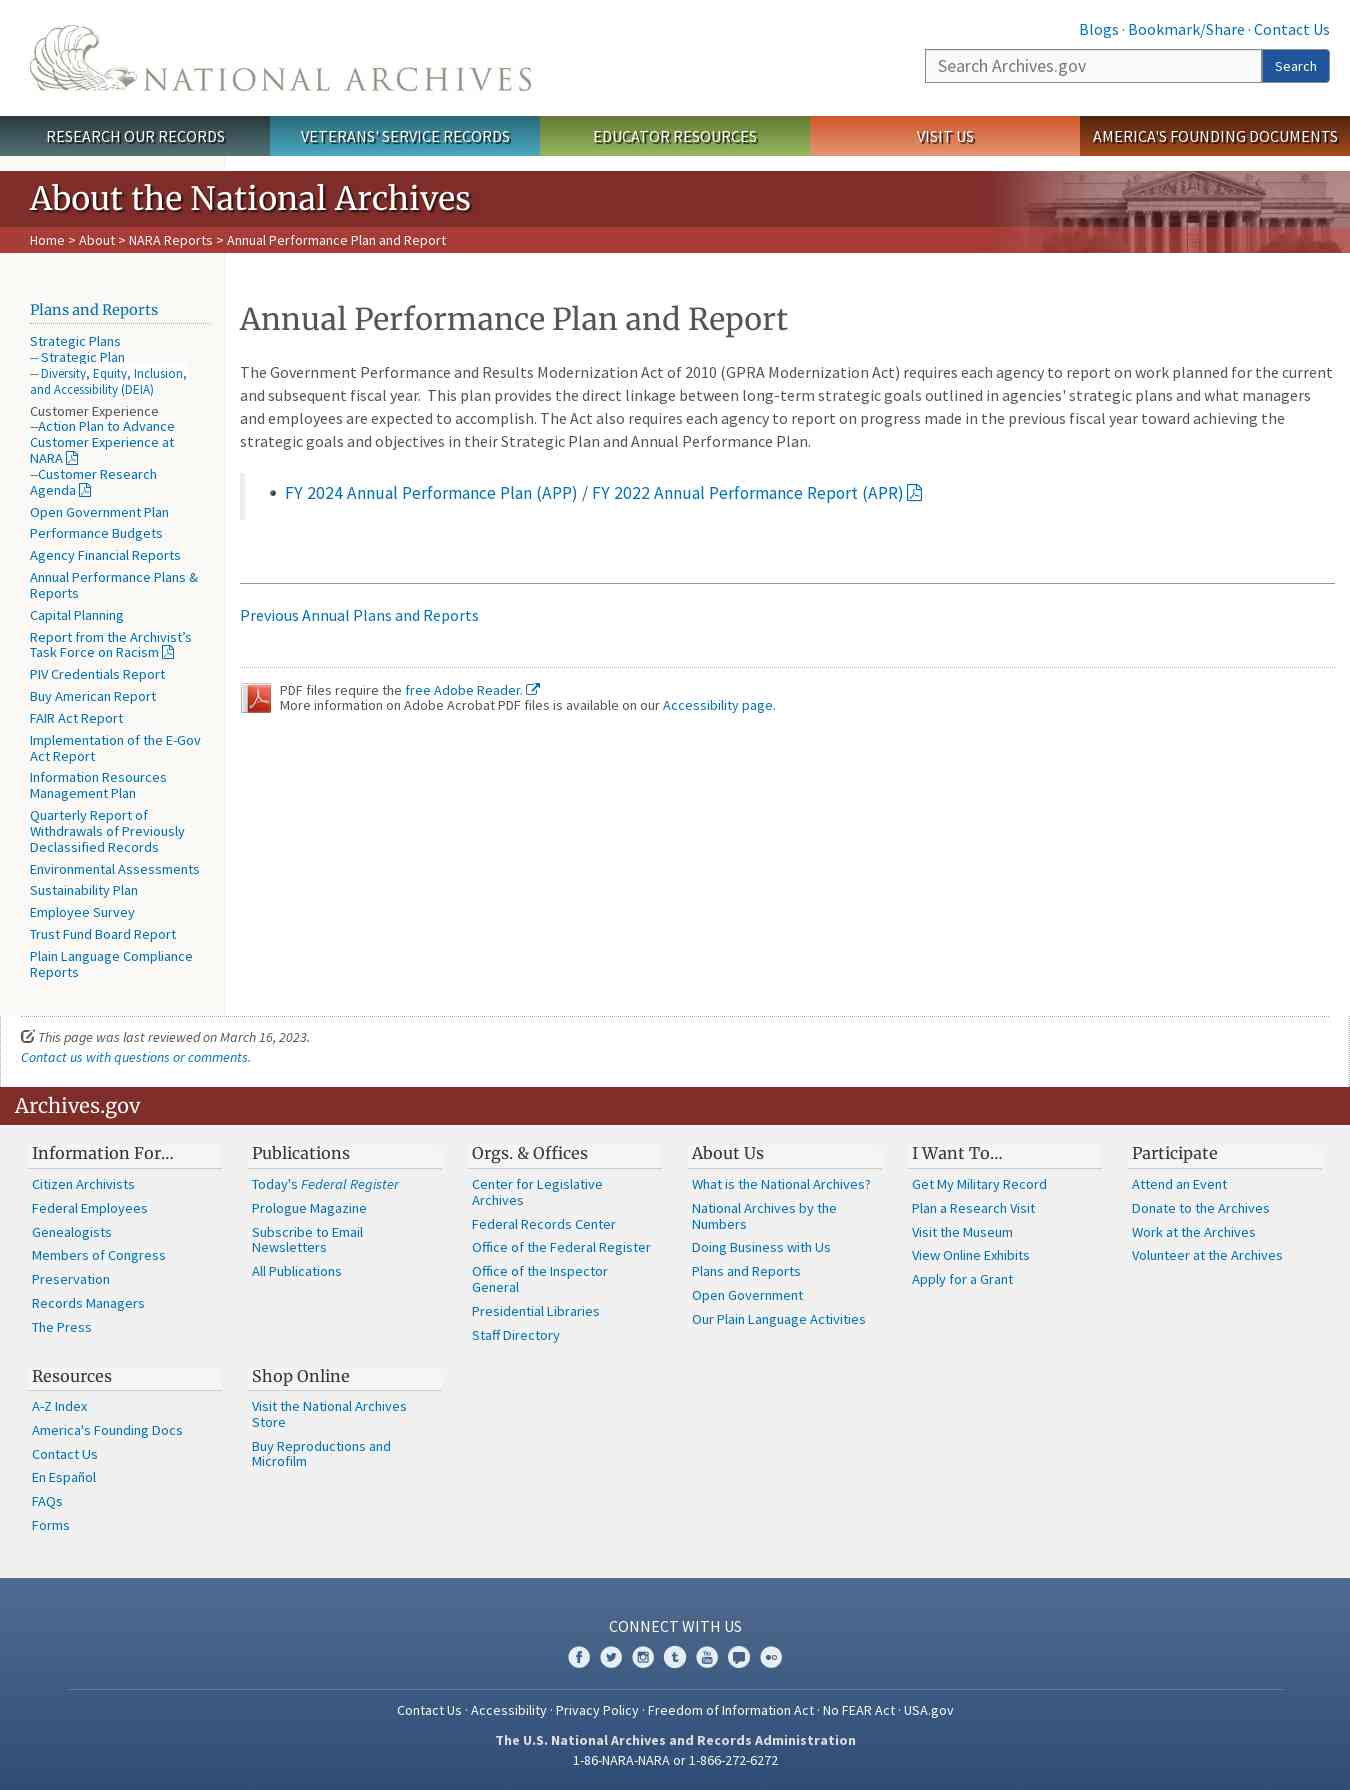 Blogs · Bookmark/Share · Contact Us
NATIONAL ARCHIVES
Search Archives.gov
Search
RESEARCH OUR RECORDS
VETERANS' SERVICE RECORDS
EDUCATOR RESOURCES
VISIT US
AMERICA'S FOUNDING DOCUMENTS
About the National Archives
Home > About > NARA Reports > Annual Performance Plan and Report
Plans and Reports
Strategic Plans
-- Strategic Plan
-- Diversity, Equity, Inclusion,
and Accessibility (DEIA)
Customer Experience
--Action Plan to Advance
Customer Experience at
NARA
--Customer Research
Agenda
Open Government Plan
Performance Budgets
Agency Financial Reports
Annual Performance Plans &
Reports
Capital Planning
Report from the Archivist’s
Task Force on Racism
PIV Credentials Report
Buy American Report
FAIR Act Report
Implementation of the E-Gov
Act Report
Information Resources
Management Plan
Quarterly Report of
Withdrawals of Previously
Declassified Records
Environmental Assessments
Sustainability Plan
Employee Survey
Trust Fund Board Report
Plain Language Compliance
Reports
Annual Performance Plan and Report
The Government Performance and Results Modernization Act of 2010 (GPRA Modernization Act) requires each agency to report on work planned for the current
and subsequent fiscal year.  This plan provides the direct linkage between long-term strategic goals outlined in agencies' strategic plans and what managers
and employees are expected to accomplish. The Act also requires each agency to report on progress made in the previous fiscal year toward achieving the
strategic goals and objectives in their Strategic Plan and Annual Performance Plan.
• FY 2024 Annual Performance Plan (APP) / FY 2022 Annual Performance Report (APR)
Previous Annual Plans and Reports
PDF files require the free Adobe Reader.
More information on Adobe Acrobat PDF files is available on our Accessibility page.
This page was last reviewed on March 16, 2023.
Contact us with questions or comments.
Archives.gov
Information For…
Citizen Archivists
Federal Employees
Genealogists
Members of Congress
Preservation
Records Managers
The Press
Publications
Today's Federal Register
Prologue Magazine
Subscribe to Email
Newsletters
All Publications
Orgs. & Offices
Center for Legislative
Archives
Federal Records Center
Office of the Federal Register
Office of the Inspector
General
Presidential Libraries
Staff Directory
About Us
What is the National Archives?
National Archives by the
Numbers
Doing Business with Us
Plans and Reports
Open Government
Our Plain Language Activities
I Want To…
Get My Military Record
Plan a Research Visit
Visit the Museum
View Online Exhibits
Apply for a Grant
Participate
Attend an Event
Donate to the Archives
Work at the Archives
Volunteer at the Archives
Resources
A-Z Index
America's Founding Docs
Contact Us
En Español
FAQs
Forms
Shop Online
Visit the National Archives
Store
Buy Reproductions and
Microfilm
CONNECT WITH US
Contact Us · Accessibility · Privacy Policy · Freedom of Information Act · No FEAR Act · USA.gov
The U.S. National Archives and Records Administration
1-86-NARA-NARA or 1-866-272-6272